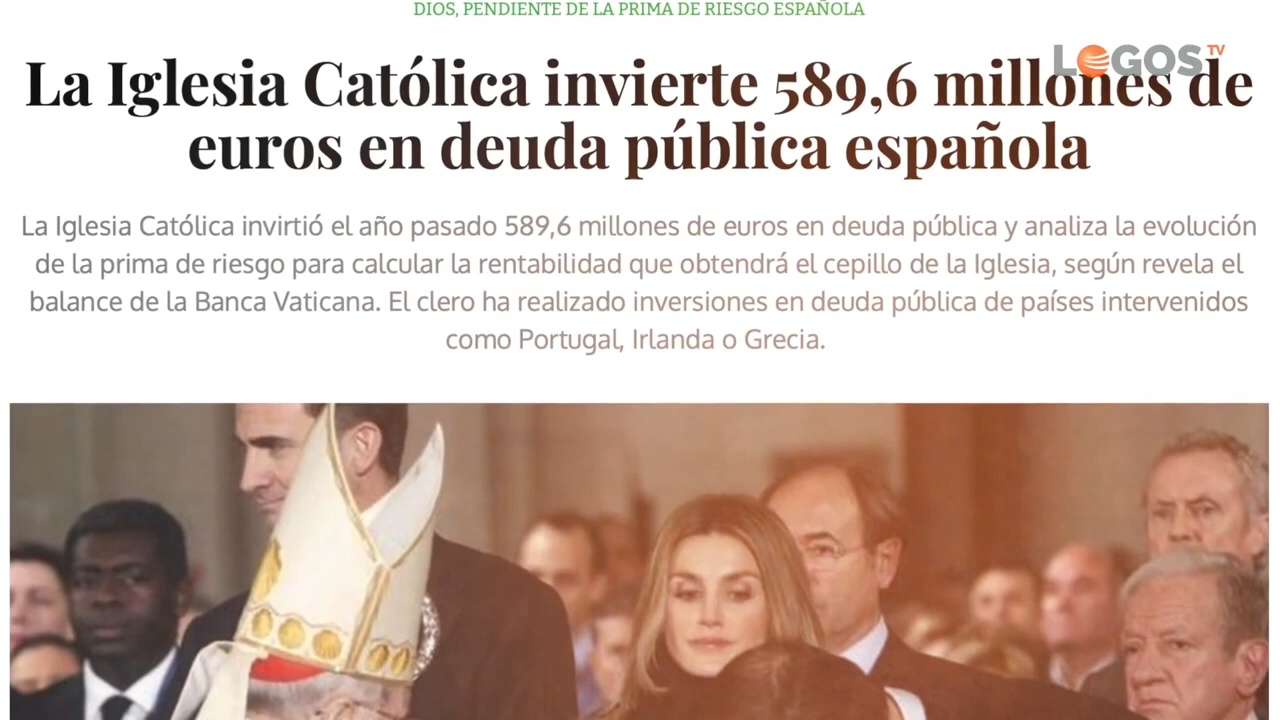 DIOS, PENDIENTE DE LA PRIMA DE RIESGO ESPAÑOLA
LOGOS TV
La Iglesia Católica invierte 589,6 millones de
euros en deuda pública española
La Iglesia Católica invirtió el año pasado 589,6 millones de euros en deuda pública y analiza la evolución
de la prima de riesgo para calcular la rentabilidad que obtendrá el cepillo de la Iglesia, según revela el
balance de la Banca Vaticana. El clero ha realizado inversiones en deuda pública de países intervenidos
como Portugal, Irlanda o Grecia.